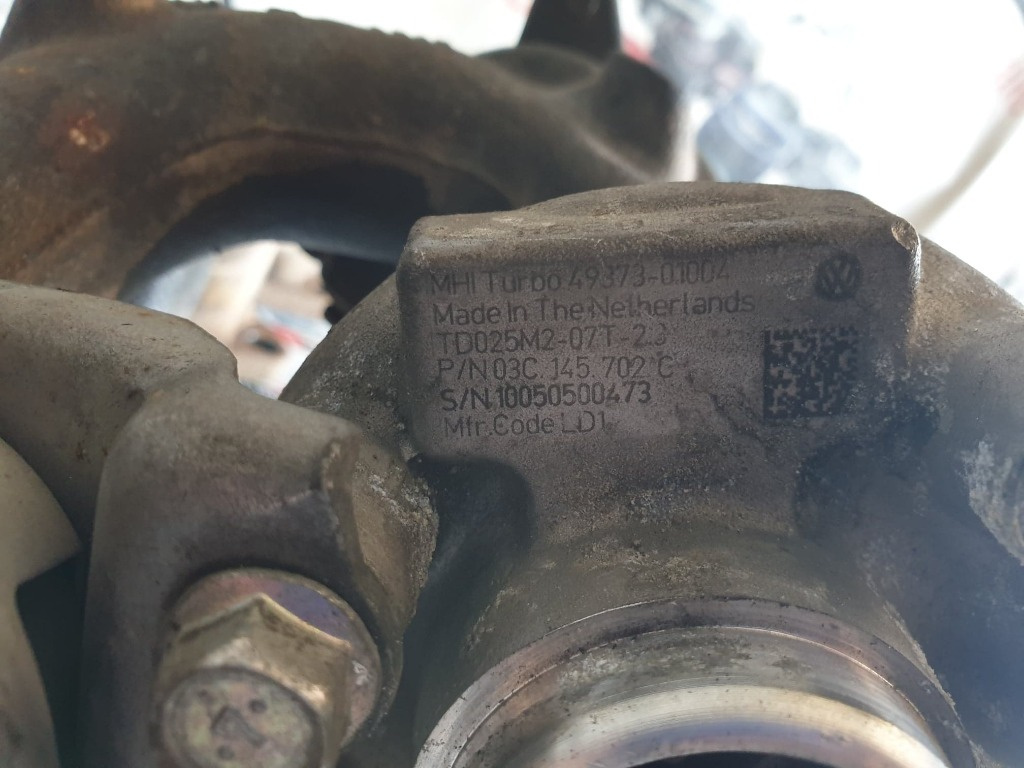 MHI Turbo 49373-01004
Made In The Netherlands
TD025M2-07T-2.3
P/N 03C 145 702 C
S/N 10050500473
Mfr.Code LD1